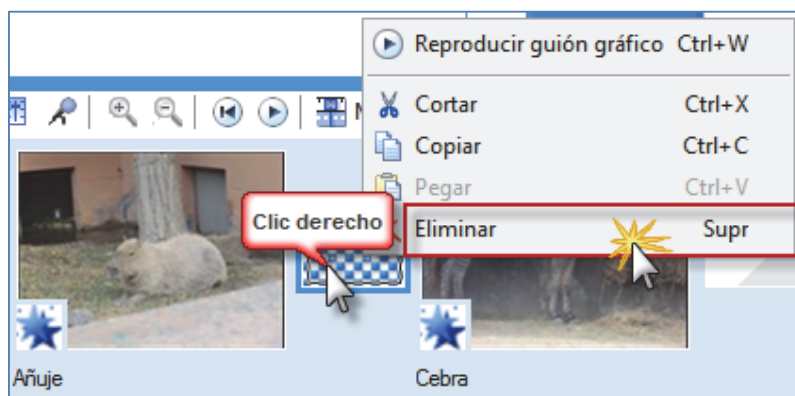 Reproducir guión gráfico Ctrl+W
Cortar Ctrl+X
Copiar Ctrl+C
Pegar Ctrl+V
Clic derecho
Eliminar Supr
Añuje
Cebra